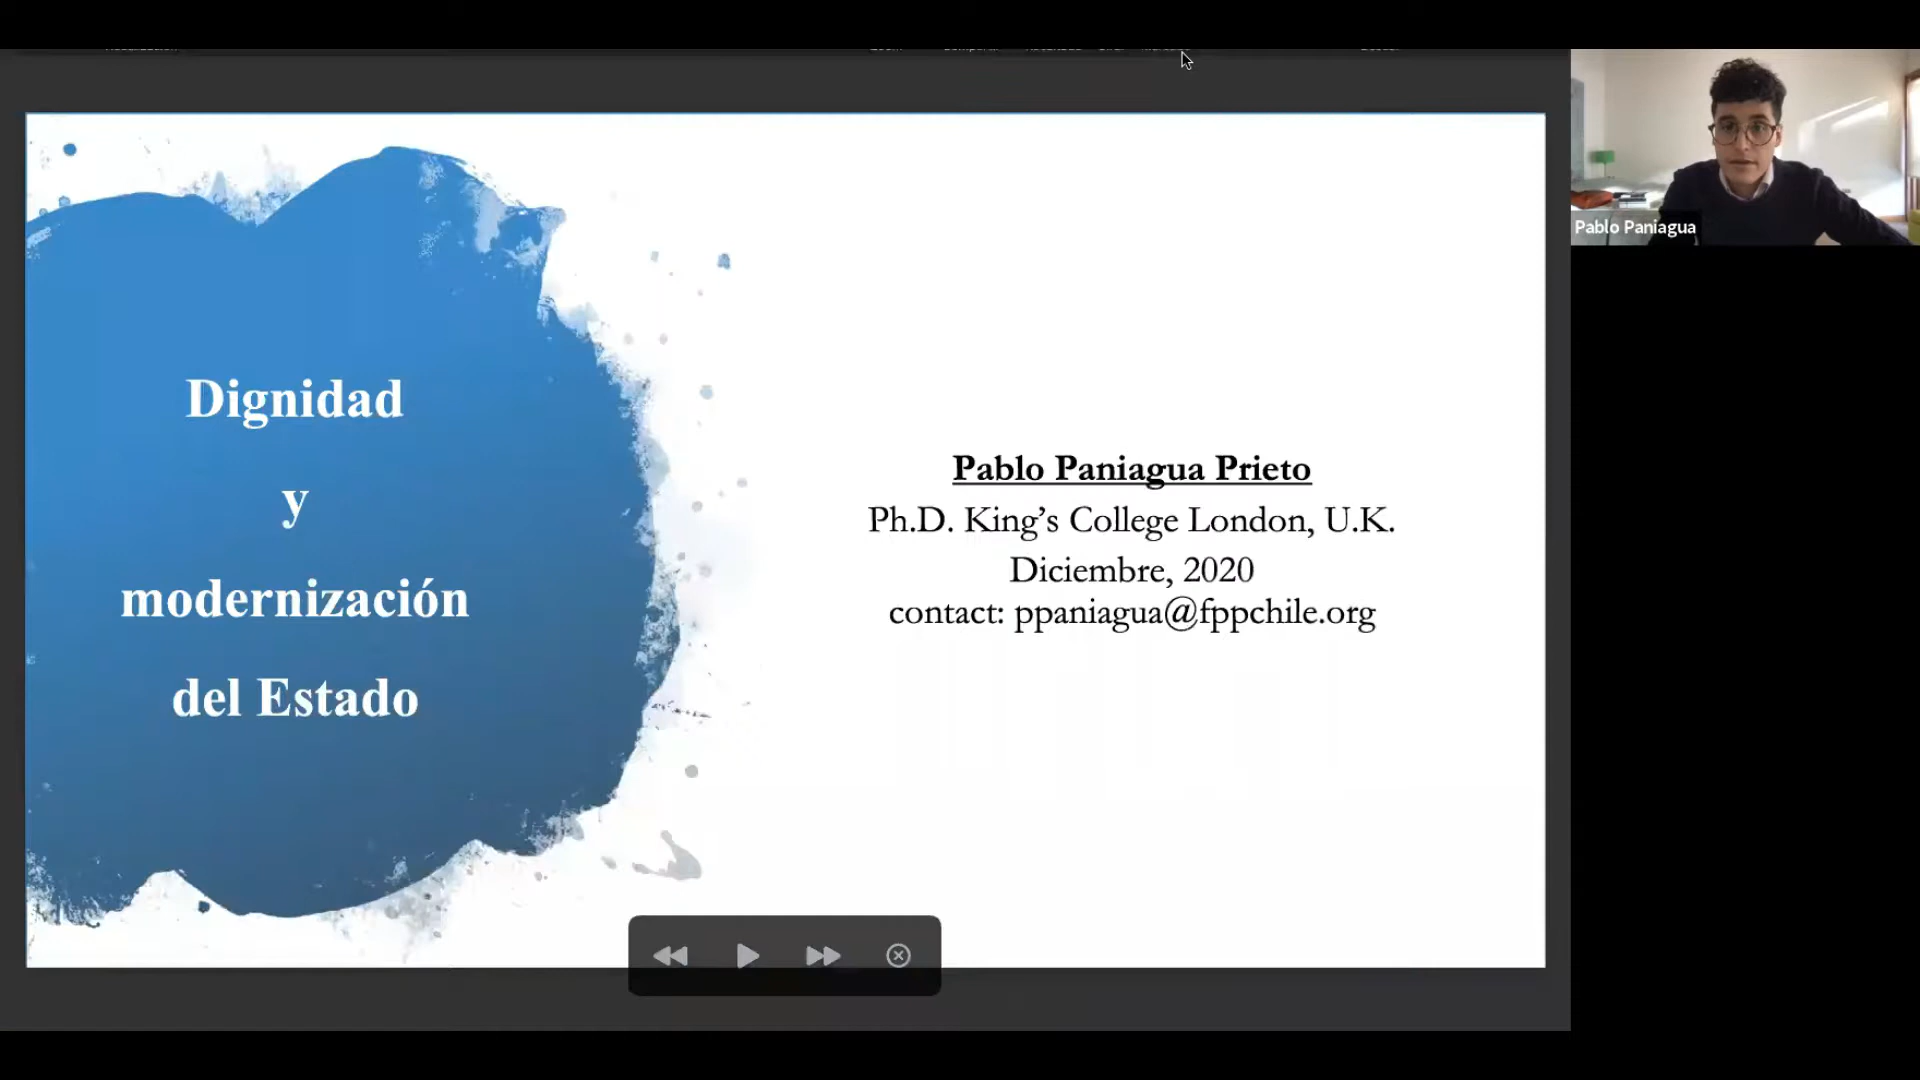 Dignidad
y
modernización
del Estado
Pablo Paniagua Prieto
Ph.D. King’s College London, U.K.
Diciembre, 2020
contact: ppaniagua@fppchile.org
Pablo Paniagua